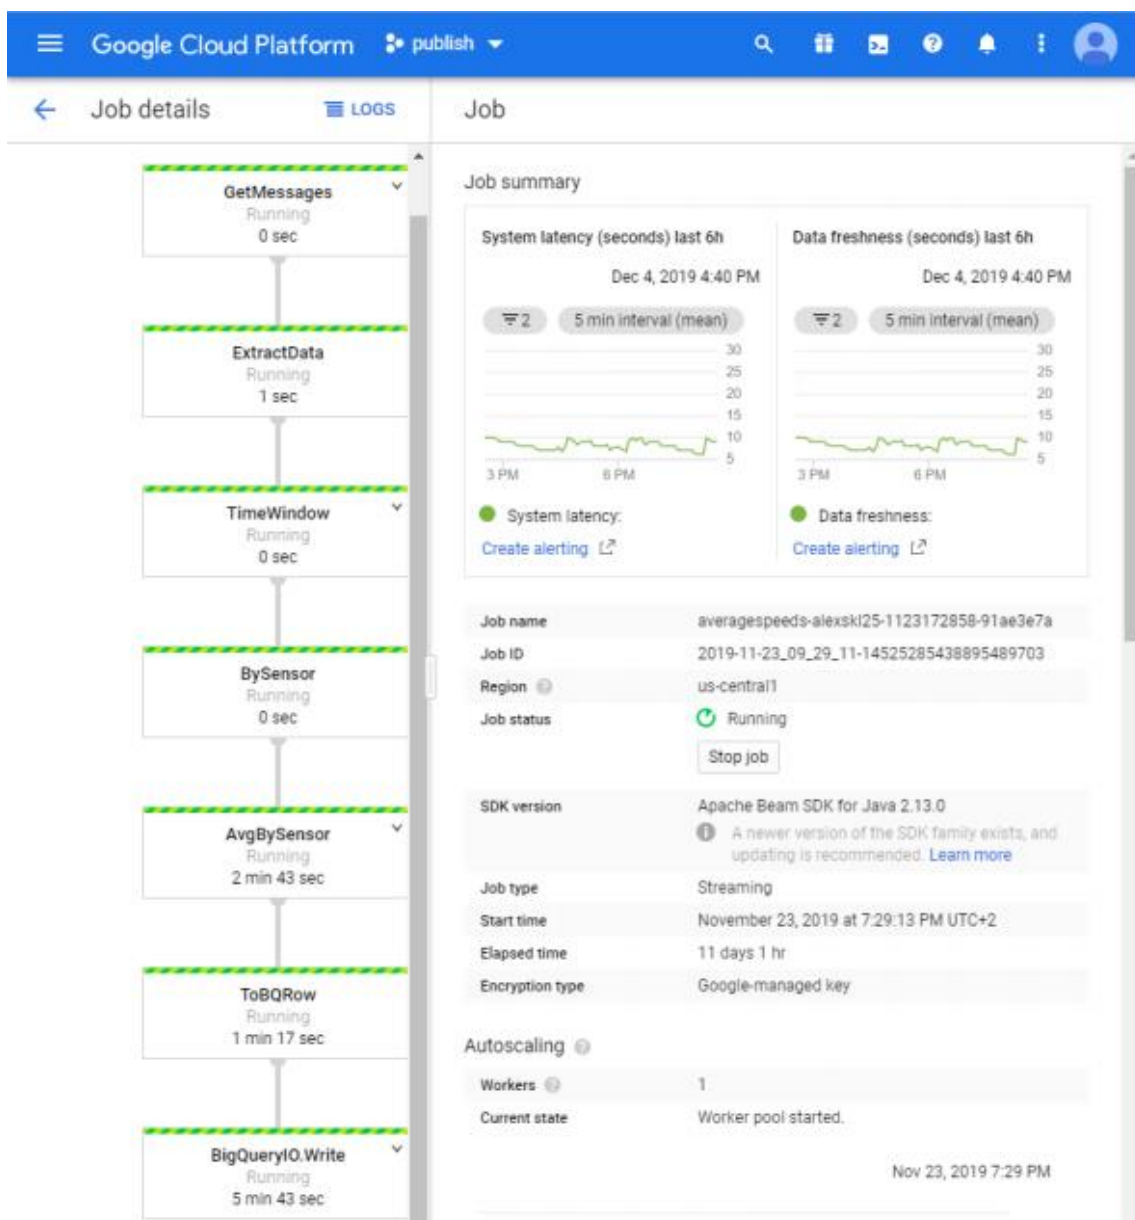 Google Cloud Platform publish
Job details LOGS
GetMessages
Running
0 sec
ExtractData
Running
1 sec
TimeWindow
Running
0 sec
BySensor
Running
0 sec
AvgBySensor
Running
2 min 43 sec
ToBQRow
Running
1 min 17 sec
BigQueryIO.Write
Running
5 min 43 sec
Job
Job summary
System latency (seconds) last 6h
Dec 4, 2019 4:40 PM
2 5 min interval (mean)
30
25
20
15
10
5
3 PM 6 PM
System latency:
Create alerting
Data freshness (seconds) last 6h
Dec 4, 2019 4:40 PM
2 5 min interval (mean)
30
25
20
15
10
5
3 PM 6 PM
Data freshness:
Create alerting
Job name averagespeeds-alexskl25-1123172858-91ae3e7a
Job ID 2019-11-23_09_29_11-14525285438895489703
Region us-central1
Job status Running
Stop job
SDK version Apache Beam SDK for Java 2.13.0
A newer version of the SDK family exists, and
updating is recommended. Learn more
Job type Streaming
Start time November 23, 2019 at 7:29:13 PM UTC+2
Elapsed time 11 days 1 hr
Encryption type Google-managed key
Autoscaling
Workers 1
Current state Worker pool started.
Nov 23, 2019 7:29 PM